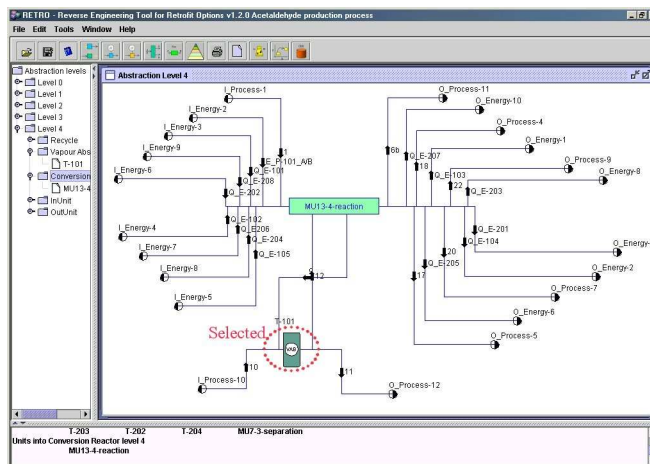 RETRO - Reverse Engineering Tool for Retrofit Options v1.2.0 Acetaldehyde production process
File Edit Tools Window Help
Abstraction levels
Level 0
Level 1
Level 2
Level 3
Level 4
Recycle
Vapour Abs
T-101
Conversion
MU13-4
InUnit
OutUnit
Abstraction Level 4
I_Process-1
I_Energy-2
I_Energy-3
I_Energy-9
I_Energy-6
1
E_P-101_A/B
Q_E-101
Q_E-208
Q_E-202
I_Energy-4
I_Energy-7
I_Energy-8
I_Energy-5
Q_E-102
Q_E206
Q_E-204
Q_E-105
MU13-4-reaction
O_Process-11
O_Energy-10
O_Process-4
O_Energy-1
O_Process-9
O_Energy-8
6b
Q_E-207
18
Q_E-103
22
Q_E-203
Q_E-201
Q_E-104
20
Q_E-205
17
O_Energy-
O_Energy-2
O_Process-7
O_Energy-6
O_Process-5
12
T-101
Selected
VAB
I_Process-10
10
11
O_Process-12
T-203 T-202 T-204 MU7-3-separation
Units into Conversion Reactor level 4
MU13-4-reaction